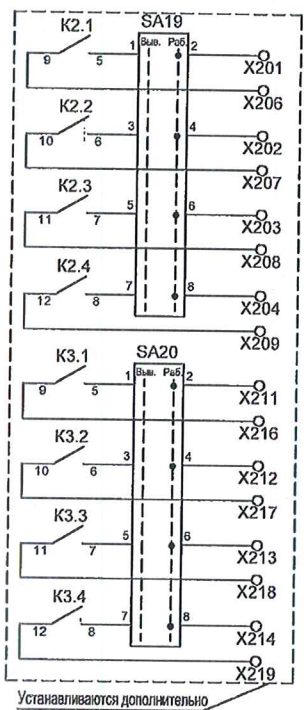 SA19
K2.1
Выв. Раб.
1 2
9 5
X201
X206
K2.2
3 4
10 6
X202
X207
K2.3
5 6
11 7
X203
X208
K2.4
7 8
12 8
X204
X209
SA20
K3.1
Выв. Раб.
1 2
9 5
X211
X216
K3.2
3 4
10 6
X212
X217
K3.3
5 6
11 7
X213
X218
K3.4
7 8
12 8
X214
X219
Устанавливаются дополнительно